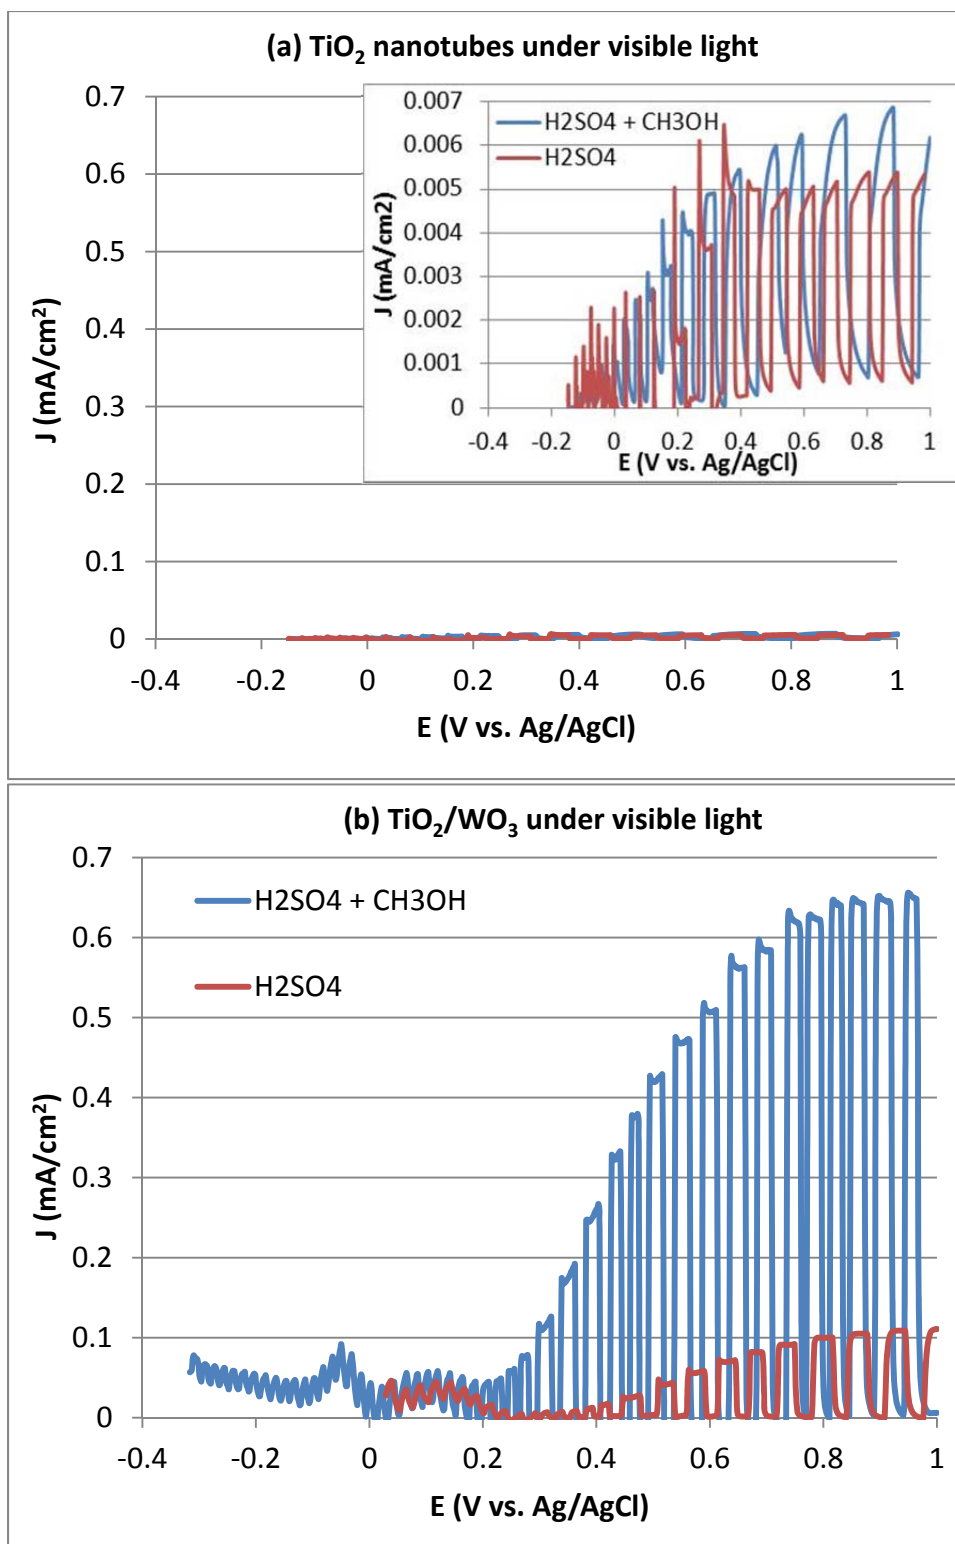 (a) TiO₂ nanotubes under visible light
0.7
0.6
0.5
0.4
0.3
0.2
0.1
0
J (mA/cm²)
-0.4 -0.2 0 0.2 0.4 0.6 0.8 1
E (V vs. Ag/AgCl)
0.007
0.006
0.005
0.004
0.003
0.002
0.001
0
J (mA/cm2)
H2SO4 + CH3OH
H2SO4
-0.4 -0.2 0 0.2 0.4 0.6 0.8 1
E (V vs. Ag/AgCl)
(b) TiO₂/WO₃ under visible light
0.7
0.6
0.5
0.4
0.3
0.2
0.1
0
J (mA/cm²)
H2SO4 + CH3OH
H2SO4
-0.4 -0.2 0 0.2 0.4 0.6 0.8 1
E (V vs. Ag/AgCl)